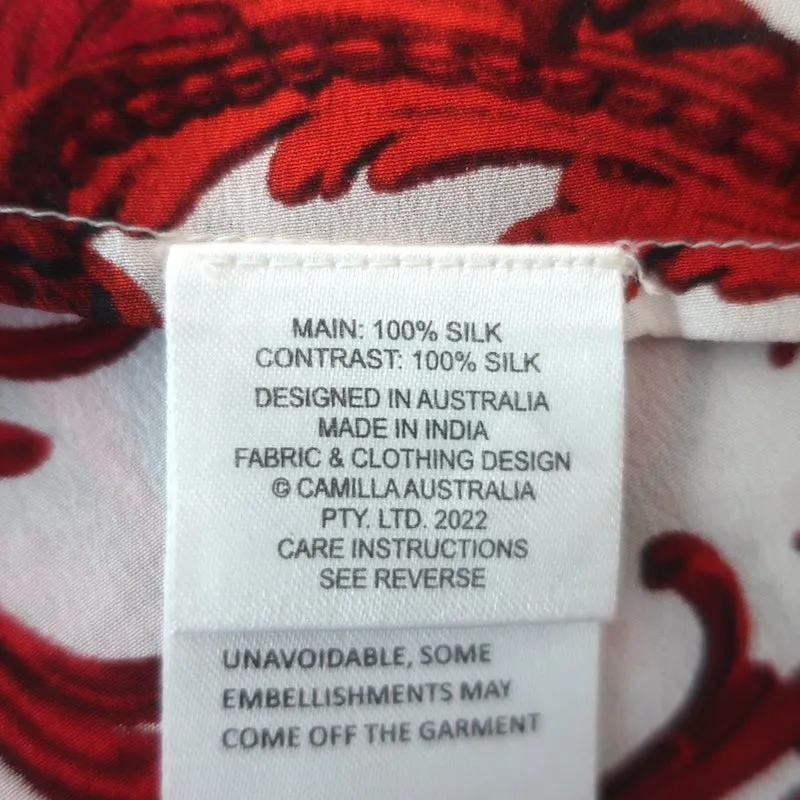 MAIN: 100% SILK
CONTRAST: 100% SILK
DESIGNED IN AUSTRALIA
MADE IN INDIA
FABRIC & CLOTHING DESIGN
© CAMILLA AUSTRALIA
PTY. LTD. 2022
CARE INSTRUCTIONS
SEE REVERSE
UNAVOIDABLE, SOME
EMBELLISHMENTS MAY
COME OFF THE GARMENT